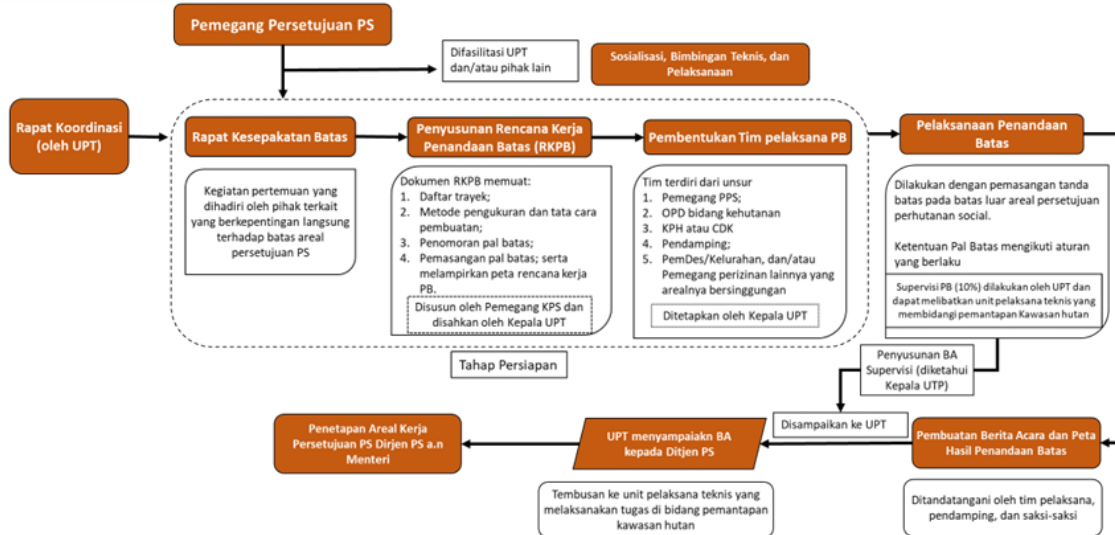 Pemegang Persetujuan PS
Difasilitasi UPT
dan/atau pihak lain
Sosialisasi, Bimbingan Teknis, dan
Pelaksanaan
Rapat Koordinasi
(oleh UPT)
Rapat Kesepakatan Batas
Penyusunan Rencana Kerja
Penandaan Batas (RKPB)
Pembentukan Tim pelaksana PB
Pelaksanaan Penandaan
Batas
Kegiatan pertemuan yang
dihadiri oleh pihak terkait
yang berkepentingan langsung
terhadap batas areal
persetujuan PS
Dokumen RKPB memuat:
1. Daftar trayek;
2. Metode pengukuran dan tata cara
pembuatan;
3. Penomoran pal batas;
4. Pemasangan pal batas; serta
melampirkan peta rencana kerja
PB.
Disusun oleh Pemegang KPS dan
disahkan oleh Kepala UPT
Tim terdiri dari unsur
1. Pemegang PPS;
2. OPD bidang kehutanan
3. KPH atau CDK
4. Pendamping;
5. PemDes/Kelurahan, dan/atau
Pemegang perizinan lainnya yang
arealnya bersinggungan
Ditetapkan oleh Kepala UPT
Dilakukan dengan pemasangan tanda
batas pada batas luar areal persetujuan
perhutanan social.
Ketentuan Pal Batas mengikuti aturan
yang berlaku
Supervisi PB (10%) dilakukan oleh UPT dan
dapat melibatkan unit pelaksana teknis yang
membidangi pemantapan Kawasan hutan
Tahap Persiapan
Penyusunan BA
Supervisi (diketahui
Kepala UTP)
Disampaikan ke UPT
Penetapan Areal Kerja
Persetujuan PS Dirjen PS a.n
Menteri
UPT menyampaiakn BA
kepada Ditjen PS
Pembuatan Berita Acara dan Peta
Hasil Penandaan Batas
Tembusan ke unit pelaksana teknis yang
melaksanakan tugas di bidang pemantapan
kawasan hutan
Ditandatangani oleh tim pelaksana,
pendamping, dan saksi-saksi